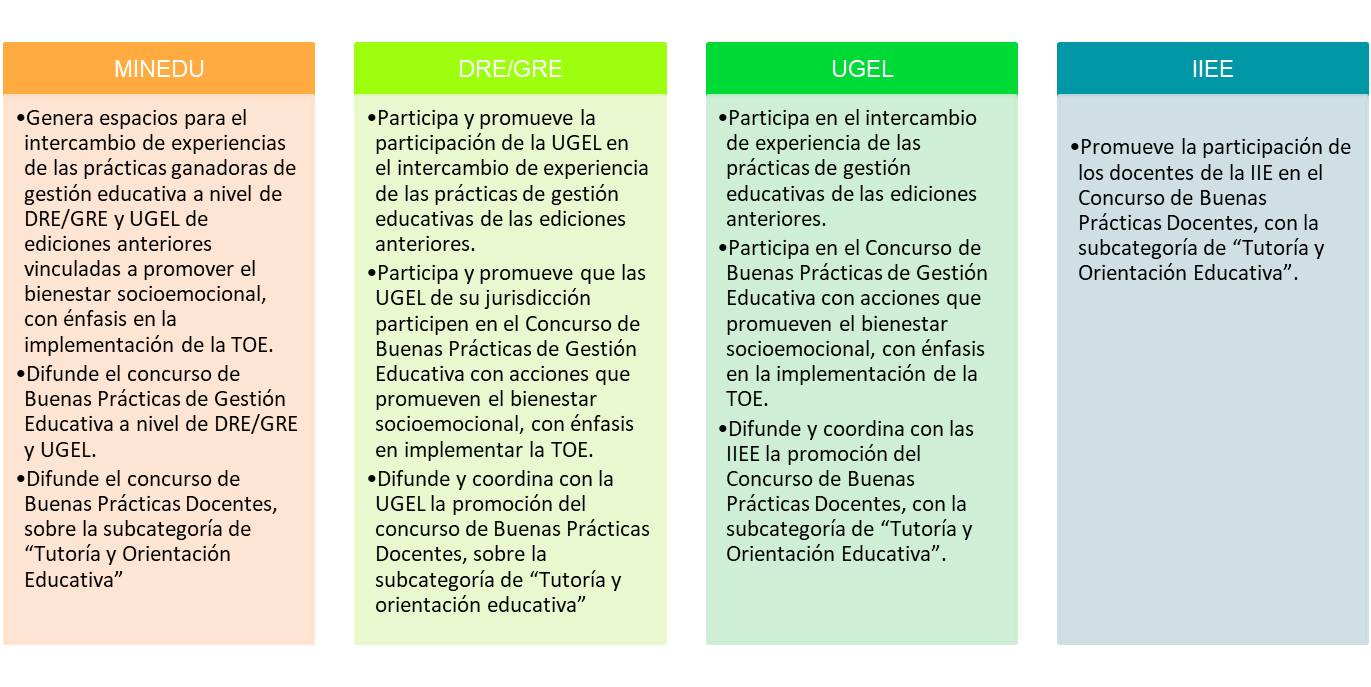 MINEDU
•Genera espacios para el
intercambio de experiencias
de las prácticas ganadoras de
gestión educativa a nivel de
DRE/GRE y UGEL de
ediciones anteriores
vinculadas a promover el
bienestar socioemocional,
con énfasis en la
implementación de la TOE.
•Difunde el concurso de
Buenas Prácticas de Gestión
Educativa a nivel de DRE/GRE
y UGEL.
•Difunde el concurso de
Buenas Prácticas Docentes,
sobre la subcategoría de
“Tutoría y Orientación
Educativa”
DRE/GRE
•Participa y promueve la
participación de la UGEL en
el intercambio de experiencia
de las prácticas de gestión
educativas de las ediciones
anteriores.
•Participa y promueve que las
UGEL de su jurisdicción
participen en el Concurso de
Buenas Prácticas de Gestión
Educativa con acciones que
promueven el bienestar
socioemocional, con énfasis
en implementar la TOE.
•Difunde y coordina con la
UGEL la promoción del
concurso de Buenas Prácticas
Docentes, sobre la
subcategoría de “Tutoría y
orientación educativa”
UGEL
•Participa en el intercambio
de experiencia de las
prácticas de gestión
educativas de las ediciones
anteriores.
•Participa en el Concurso de
Buenas Prácticas de Gestión
Educativa con acciones que
promueven el bienestar
socioemocional, con énfasis
en la implementación de la
TOE.
•Difunde y coordina con las
IIEE la promoción del
Concurso de Buenas
Prácticas Docentes, con la
subcategoría de “Tutoría y
Orientación Educativa”.
IIEE
•Promueve la participación de
los docentes de la IIE en el
Concurso de Buenas
Prácticas Docentes, con la
subcategoría de “Tutoría y
Orientación Educativa”.